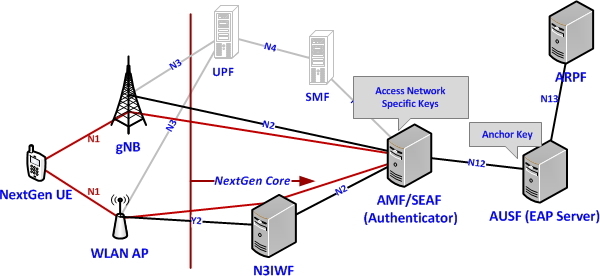 UPF
N4
SMF
ARPF
N3
N3
N13
Access Network
Specific Keys
Anchor Key
N2
N1
gNB
N12
NextGen UE
N1
NextGen Core
N2
AMF/SEAF
(Authenticator)
AUSF (EAP Server)
Y2
WLAN AP
N3IWF